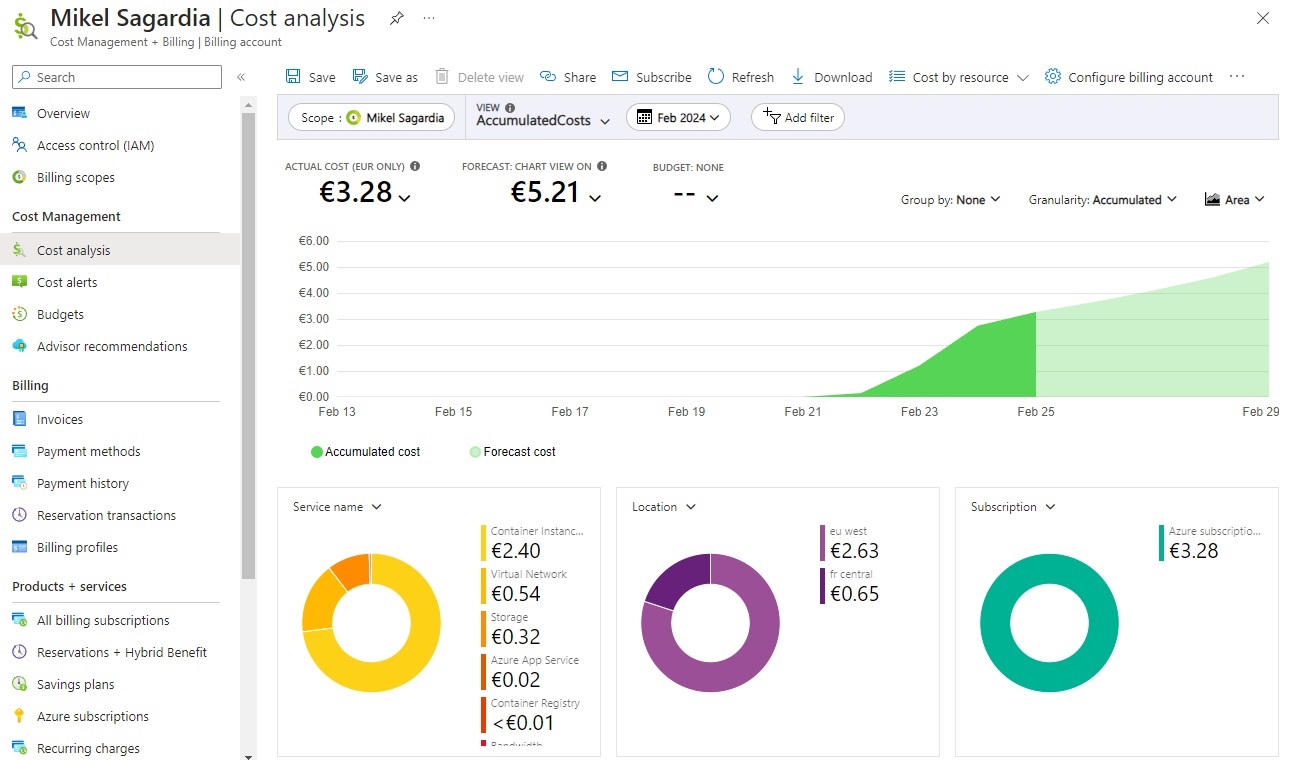 Mikel Sagardia | Cost analysis
Cost Management + Billing | Billing account
Search
Overview
Access control (IAM)
Billing scopes
Cost Management
Cost analysis
Cost alerts
Budgets
Advisor recommendations
Billing
Invoices
Payment methods
Payment history
Reservation transactions
Billing profiles
Products + services
All billing subscriptions
Reservations + Hybrid Benefit
Savings plans
Azure subscriptions
Recurring charges
Save Save as Delete view Share Subscribe Refresh Download Cost by resource Configure billing account
Scope : Mikel Sagardia
VIEW
AccumulatedCosts
Feb 2024
Add filter
ACTUAL COST (EUR ONLY)
€3.28
FORECAST: CHART VIEW ON
€5.21
BUDGET: NONE
--
Group by: None
Granularity: Accumulated
Area
€6.00
€5.00
€4.00
€3.00
€2.00
€1.00
€0.00
Feb 13 Feb 15 Feb 17 Feb 19 Feb 21 Feb 23 Feb 25 Feb 29
Accumulated cost Forecast cost
Service name
Container Instanc...
€2.40
Virtual Network
€0.54
Storage
€0.32
Azure App Service
€0.02
Container Registry
<€0.01
Bandwidth
Location
eu west
€2.63
fr central
€0.65
Subscription
Azure subscriptio...
€3.28